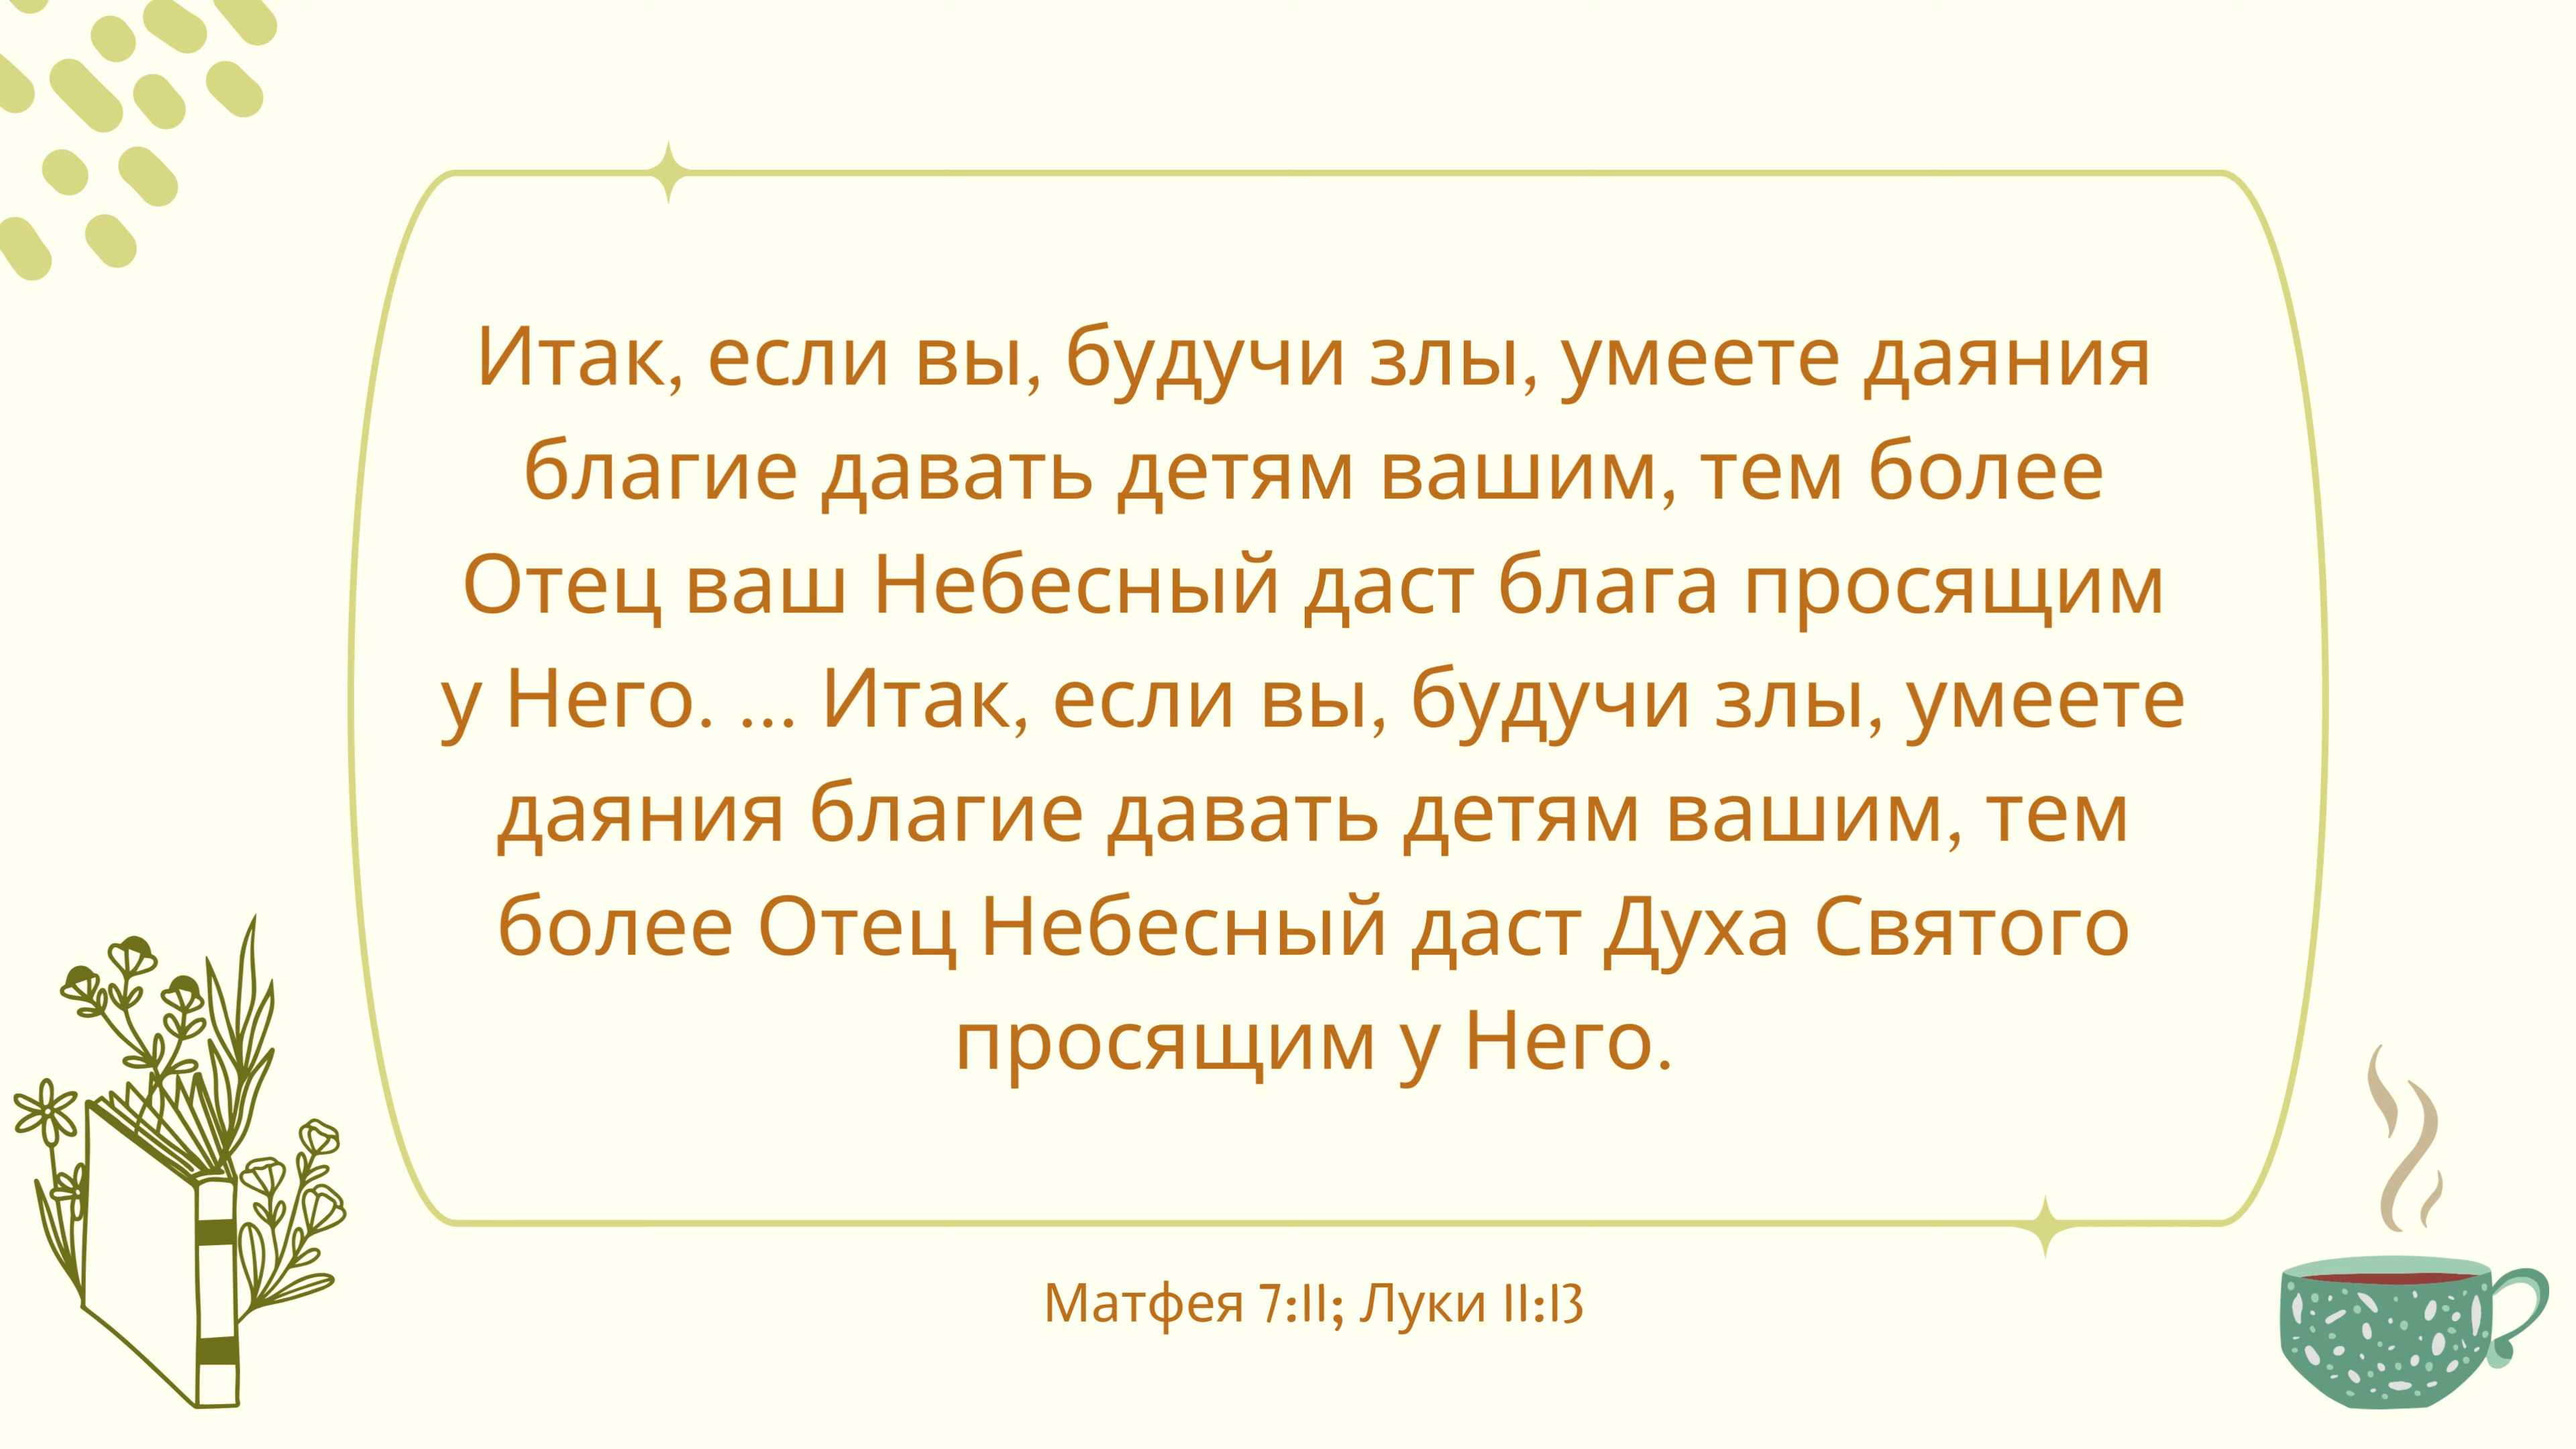 Итак, если вы, будучи злы, умеете даяния
благие давать детям вашим, тем более
Отец ваш Небесный даст блага просящим
у Него. ... Итак, если вы, будучи злы, умеете
даяния благие давать детям вашим, тем
более Отец Небесный даст Духа Святого
просящим у Него.
Матфея 7:11; Луки 11:13